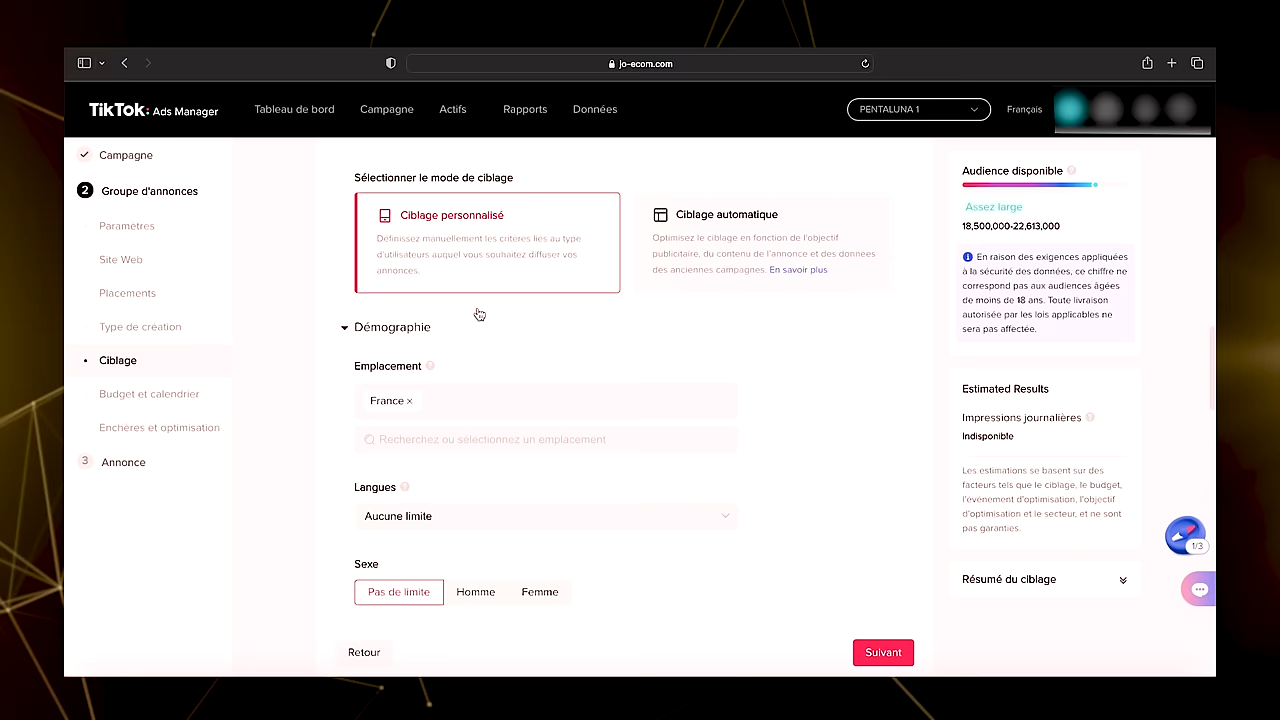 jo-ecom.com
TikTok: Ads Manager
Tableau de bord
Campagne
Actifs
Rapports
Données
PENTALUNA 1
Français
Campagne
2 Groupe d'annonces
Paramètres
Site Web
Placements
Type de création
Ciblage
Budget et calendrier
Enchères et optimisation
3 Annonce
Sélectionner le mode de ciblage
Ciblage personnalisé
Définissez manuellement les critères liés au type
d'utilisateurs auquel vous souhaitez diffuser vos
annonces.
Ciblage automatique
Optimisez le ciblage en fonction de l'objectif
publicitaire, du contenu de l'annonce et des données
des anciennes campagnes. En savoir plus
Démographie
Emplacement
France ×
Recherchez ou sélectionnez un emplacement
Langues
Aucune limite
Sexe
Pas de limite
Homme
Femme
Retour
Suivant
Audience disponible
Assez large
18,500,000-22,613,000
En raison des exigences appliquées
à la sécurité des données, ce chiffre ne
correspond pas aux audiences âgées
de moins de 18 ans. Toute livraison
autorisée par les lois applicables ne
sera pas affectée.
Estimated Results
Impressions journalières
Indisponible
Les estimations se basent sur des
facteurs tels que le ciblage, le budget,
l'événement d'optimisation, l'objectif
d'optimisation et le secteur, et ne sont
pas garanties.
1/3
Résumé du ciblage